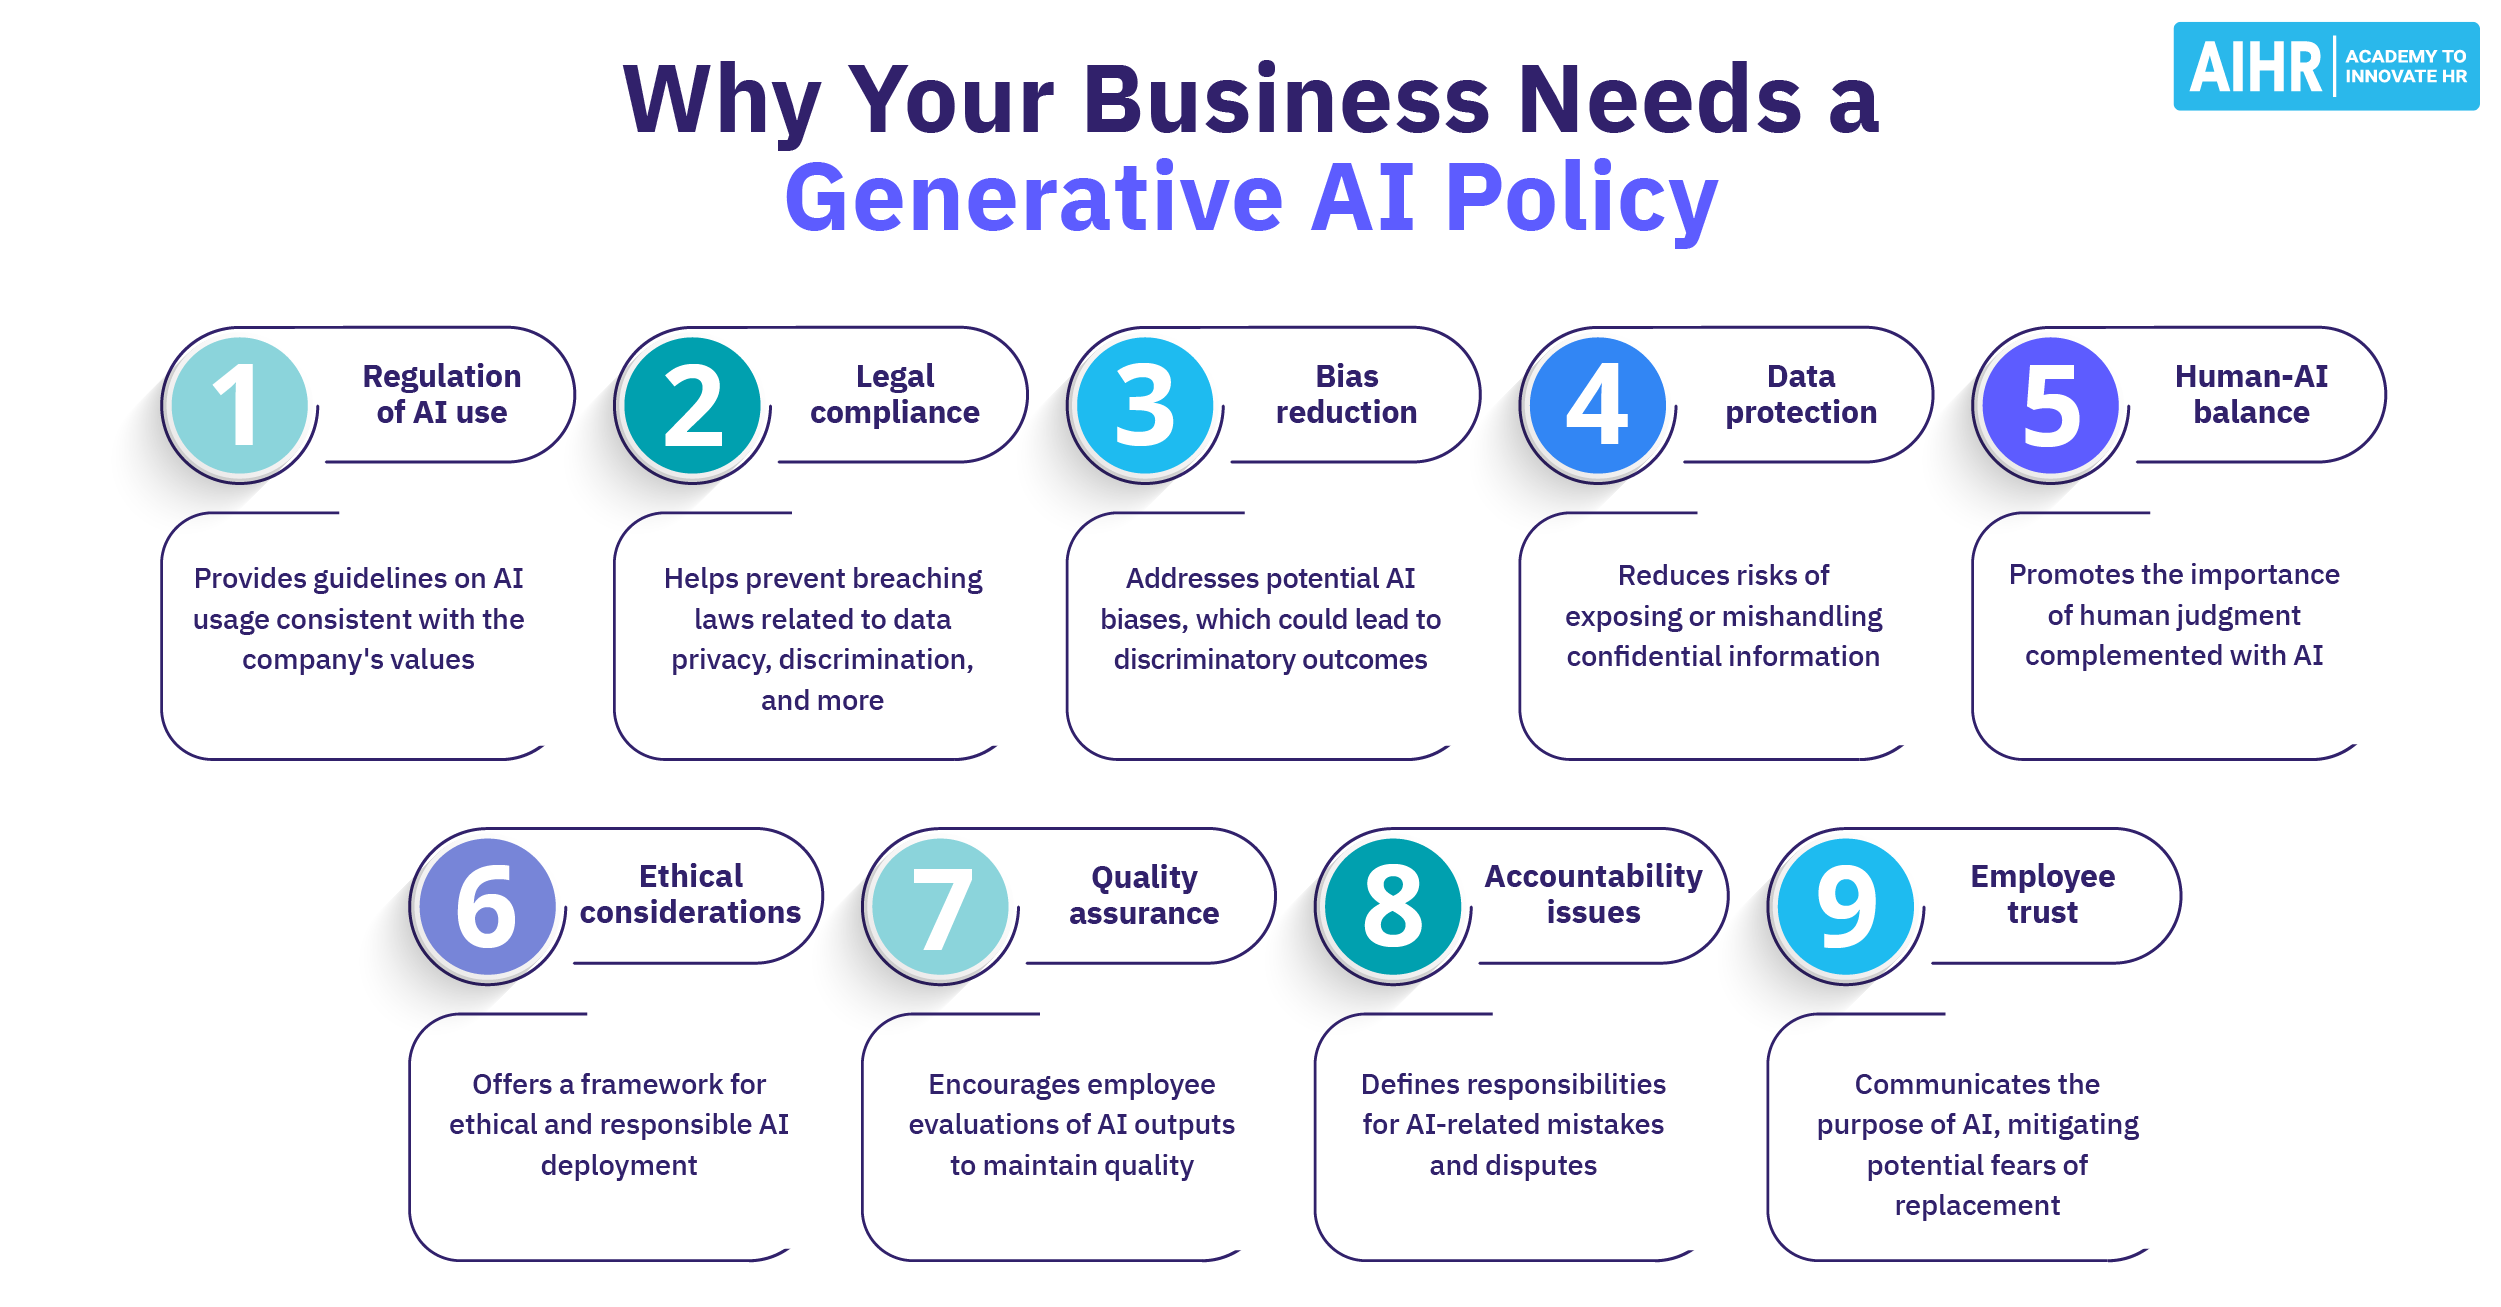 Why Your Business Needs a
Generative AI Policy
AIHR
ACADEMY TO
INNOVATE HR
1
Regulation
of AI use
Provides guidelines on AI
usage consistent with the
company's values
2
Legal
compliance
Helps prevent breaching
laws related to data
privacy, discrimination,
and more
3
Bias
reduction
Addresses potential AI
biases, which could lead to
discriminatory outcomes
4
Data
protection
Reduces risks of
exposing or mishandling
confidential information
5
Human-AI
balance
Promotes the importance
of human judgment
complemented with AI
6
Ethical
considerations
Offers a framework for
ethical and responsible AI
deployment
7
Quality
assurance
Encourages employee
evaluations of AI outputs
to maintain quality
8
Accountability
issues
Defines responsibilities
for AI-related mistakes
and disputes
9
Employee
trust
Communicates the
purpose of AI, mitigating
potential fears of
replacement